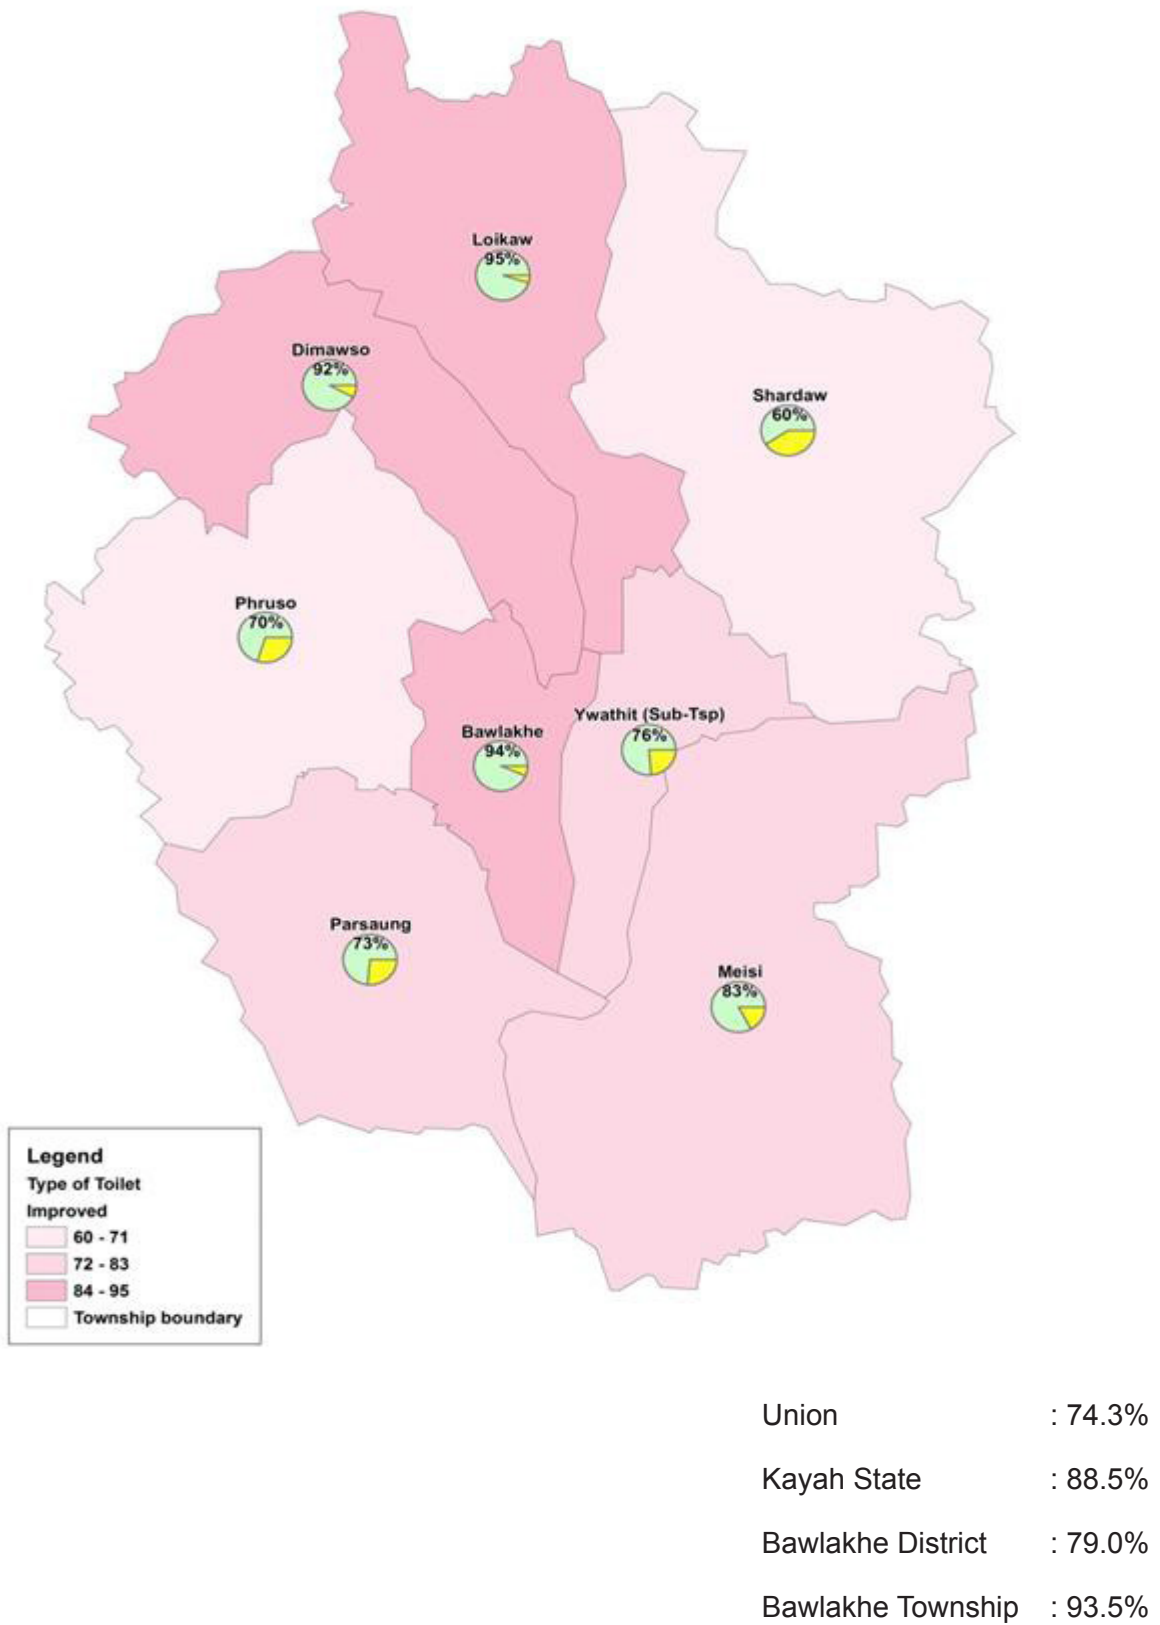 Loikaw
95%
Dimawso
92%
Shardaw
60%
Phruso
70%
Ywathit (Sub-Tsp)
76%
Bawlakhe
94%
Parsaung
73%
Meisi
83%
Legend
Type of Toilet
Improved
60 - 71
72 - 83
84 - 95
Township boundary
Union : 74.3%
Kayah State : 88.5%
Bawlakhe District : 79.0%
Bawlakhe Township : 93.5%